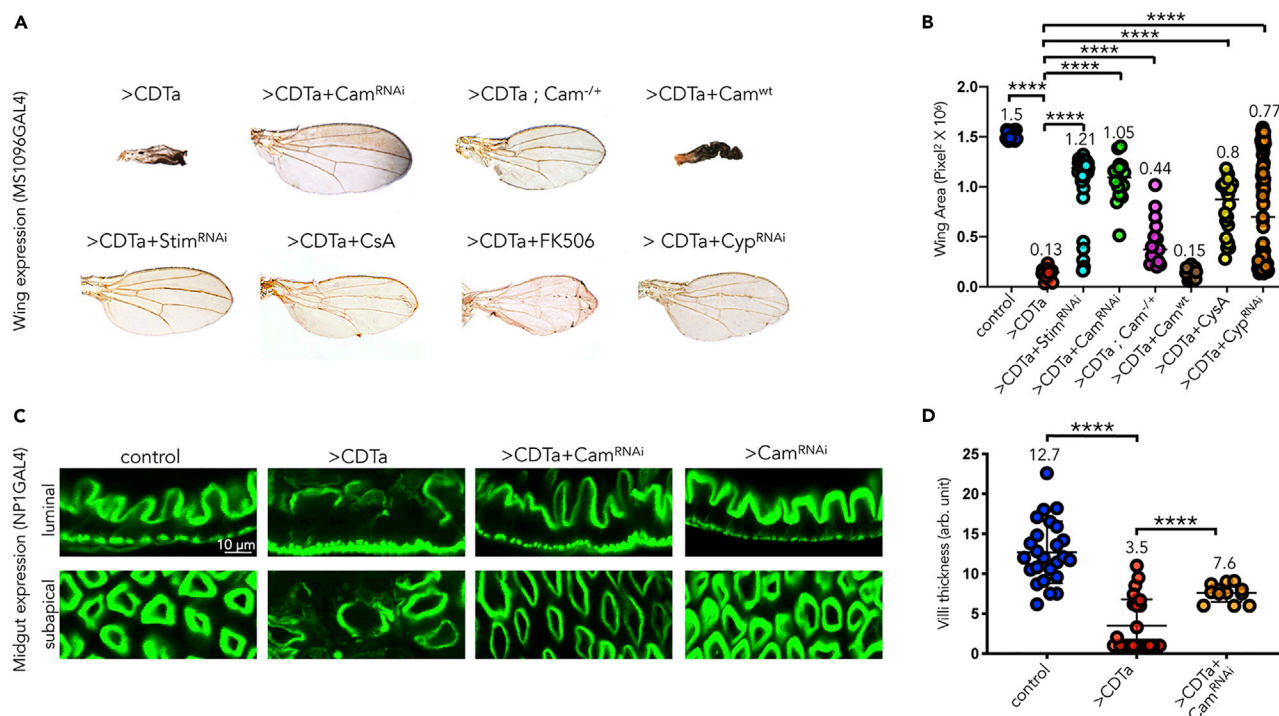 A
Wing expression (MS1096GAL4)
>CDTa
>CDTa+Cam^RNAi
>CDTa ; Cam^-/+
>CDTa+Cam^wt
>CDTa+Stim^RNAi
>CDTa+CsA
>CDTa+FK506
> CDTa+Cyp^RNAi
B
Wing Area (Pixel² X 10⁶)
2.0
1.5
1.0
0.5
0.0
****
****
****
****
****
****
1.5
0.13
1.21
1.05
0.44
0.15
0.8
0.77
control
>CDTa
>CDTa+Stim^RNAi
>CDTa+Cam^RNAi
>CDTa ; Cam^-/+
>CDTa+Cam^wt
>CDTa+CysA
>CDTa+Cyp^RNAi
C
Midgut expression (NP1GAL4)
control
>CDTa
>CDTa+Cam^RNAi
>Cam^RNAi
luminal
10 µm
subapical
D
Villi thickness (arb. unit)
25
20
15
10
5
0
****
12.7
****
3.5
7.6
control
>CDTa
>CDTa+
Cam^RNAi